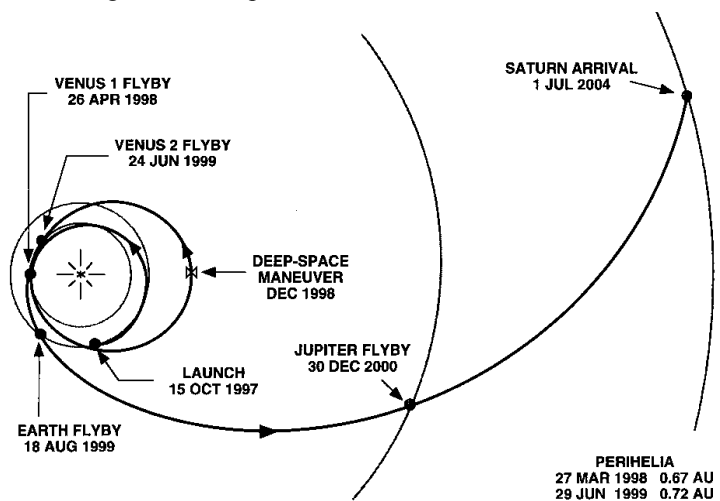 VENUS 1 FLYBY
26 APR 1998
VENUS 2 FLYBY
24 JUN 1999
SATURN ARRIVAL
1 JUL 2004
DEEP-SPACE
MANEUVER
DEC 1998
JUPITER FLYBY
30 DEC 2000
LAUNCH
15 OCT 1997
EARTH FLYBY
18 AUG 1999
PERIHELIA
27 MAR 1998 0.67 AU
29 JUN 1999 0.72 AU